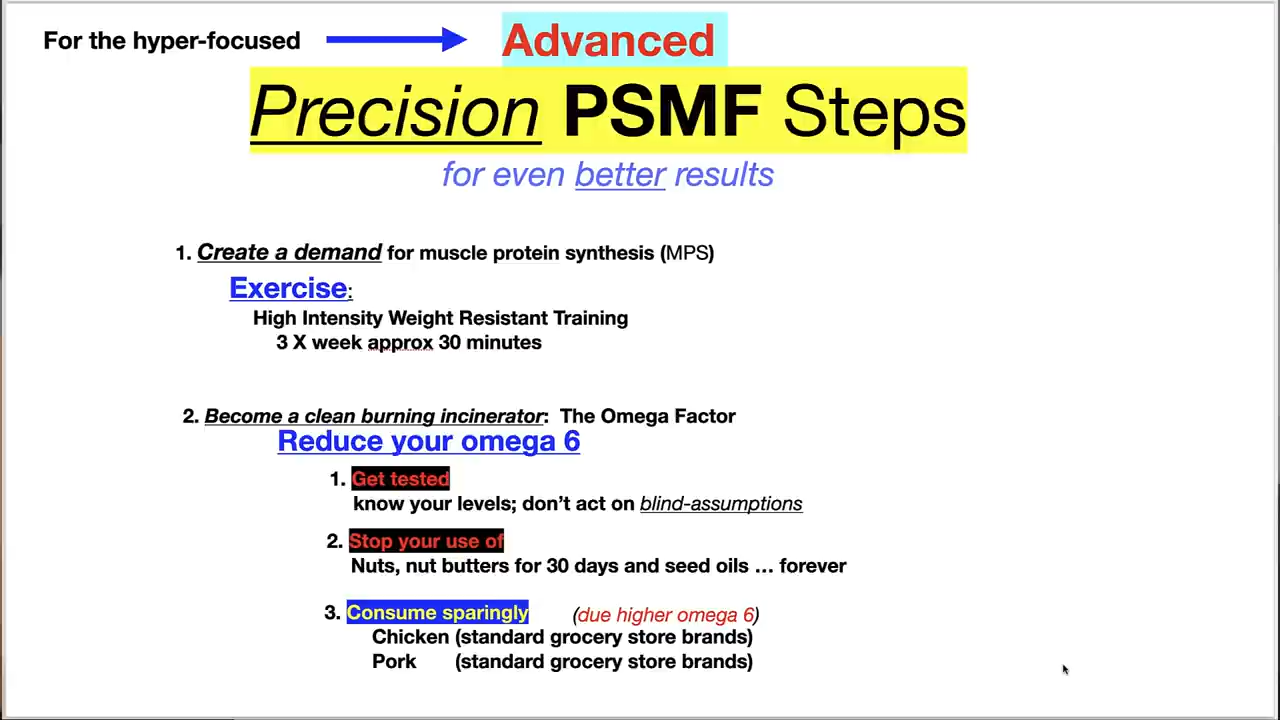 For the hyper-focused
Advanced
Precision PSMF Steps
for even better results
1. Create a demand for muscle protein synthesis (MPS)
Exercise:
High Intensity Weight Resistant Training
3 X week approx 30 minutes
2. Become a clean burning incinerator: The Omega Factor
Reduce your omega 6
1. Get tested
know your levels; don’t act on blind-assumptions
2. Stop your use of
Nuts, nut butters for 30 days and seed oils … forever
3. Consume sparingly (due higher omega 6)
Chicken (standard grocery store brands)
Pork (standard grocery store brands)